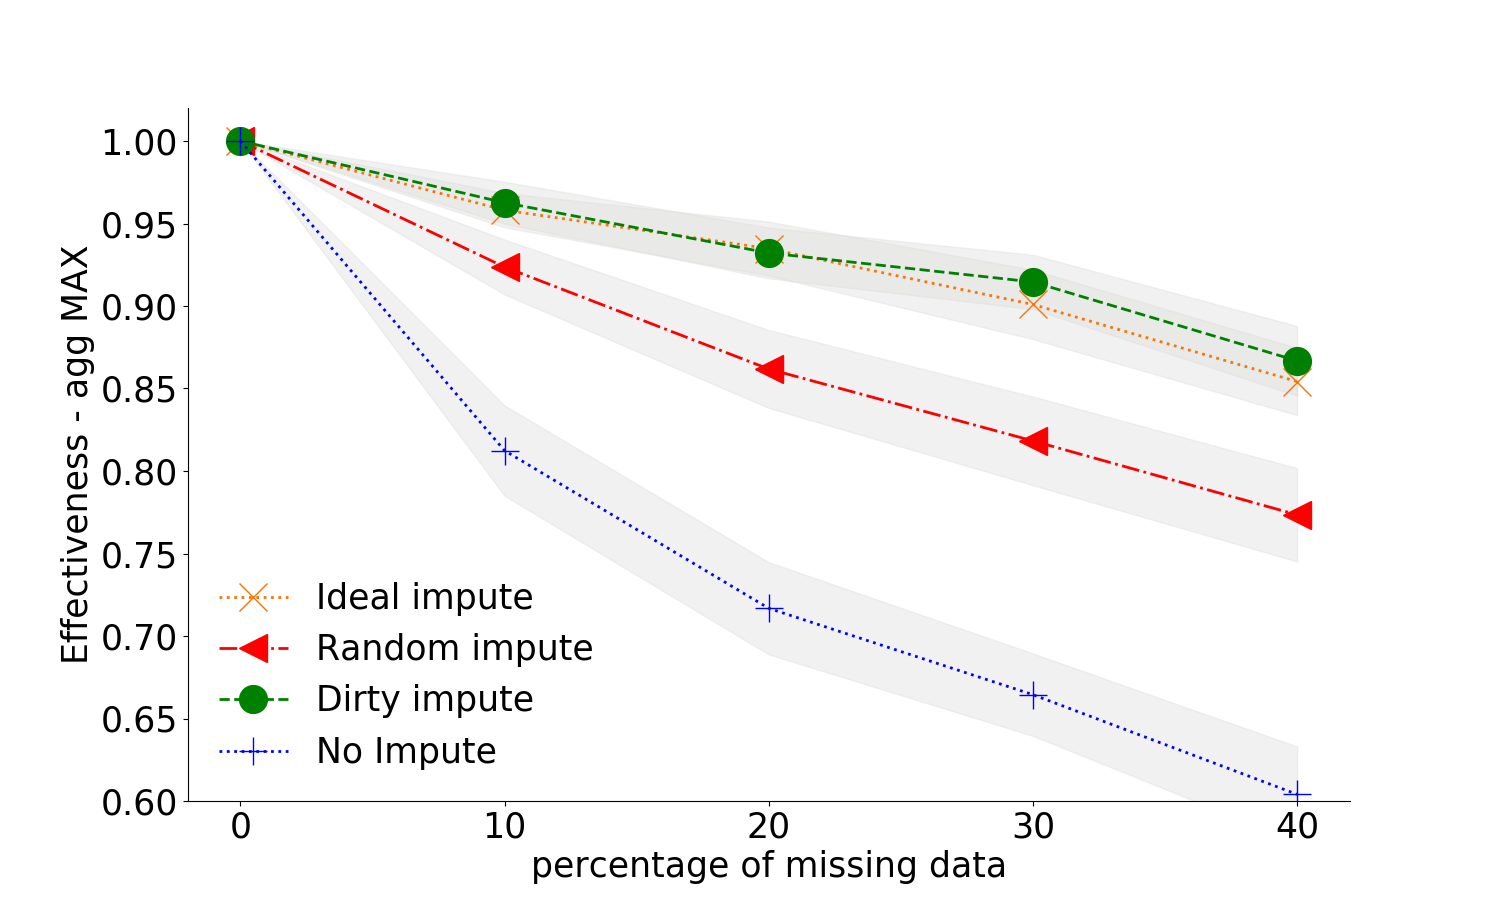 Effectiveness - agg MAX
1.00
0.95
0.90
0.85
0.80
0.75
0.70
0.65
0.60
Ideal impute
Random impute
Dirty impute
No Impute
0 10 20 30 40
percentage of missing data